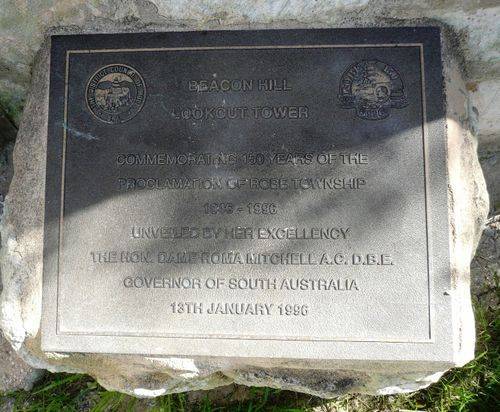 BEACON HILL
LOOKOUT TOWER
COMMEMORATING 150 YEARS OF THE
PROCLAMATION OF ROBE TOWNSHIP
1846 - 1996
UNVEILED BY HER EXCELLENCY
THE HON. DAME ROMA MITCHELL A.C. D.B.E.
GOVERNOR OF SOUTH AUSTRALIA
13TH JANUARY 1996